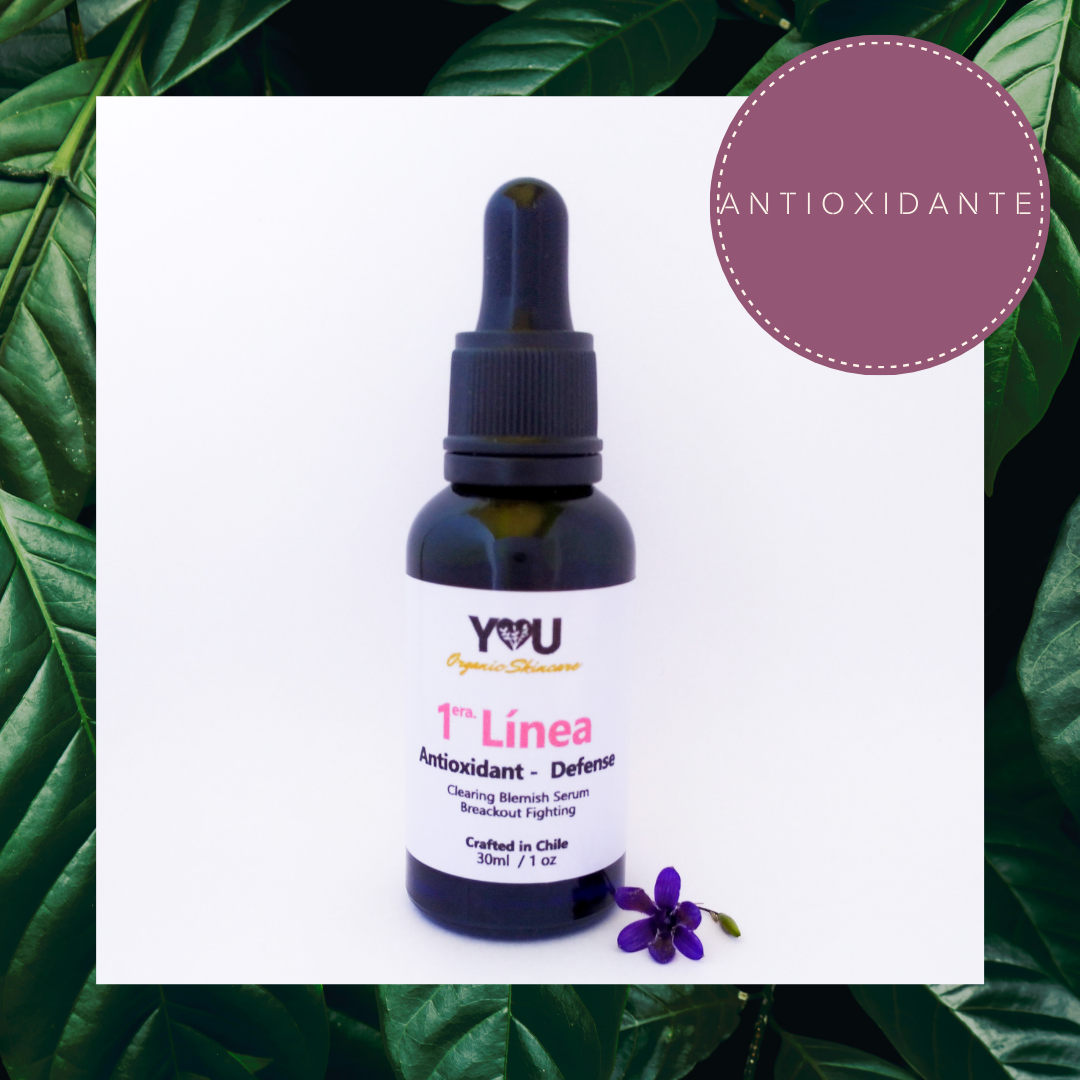 ANTIOXIDANTE
YOU
Organic Skincare
1era. Línea
Antioxidant - Defense
Clearing Blemish Serum
Breackout Fighting
Crafted in Chile
30ml / 1 oz